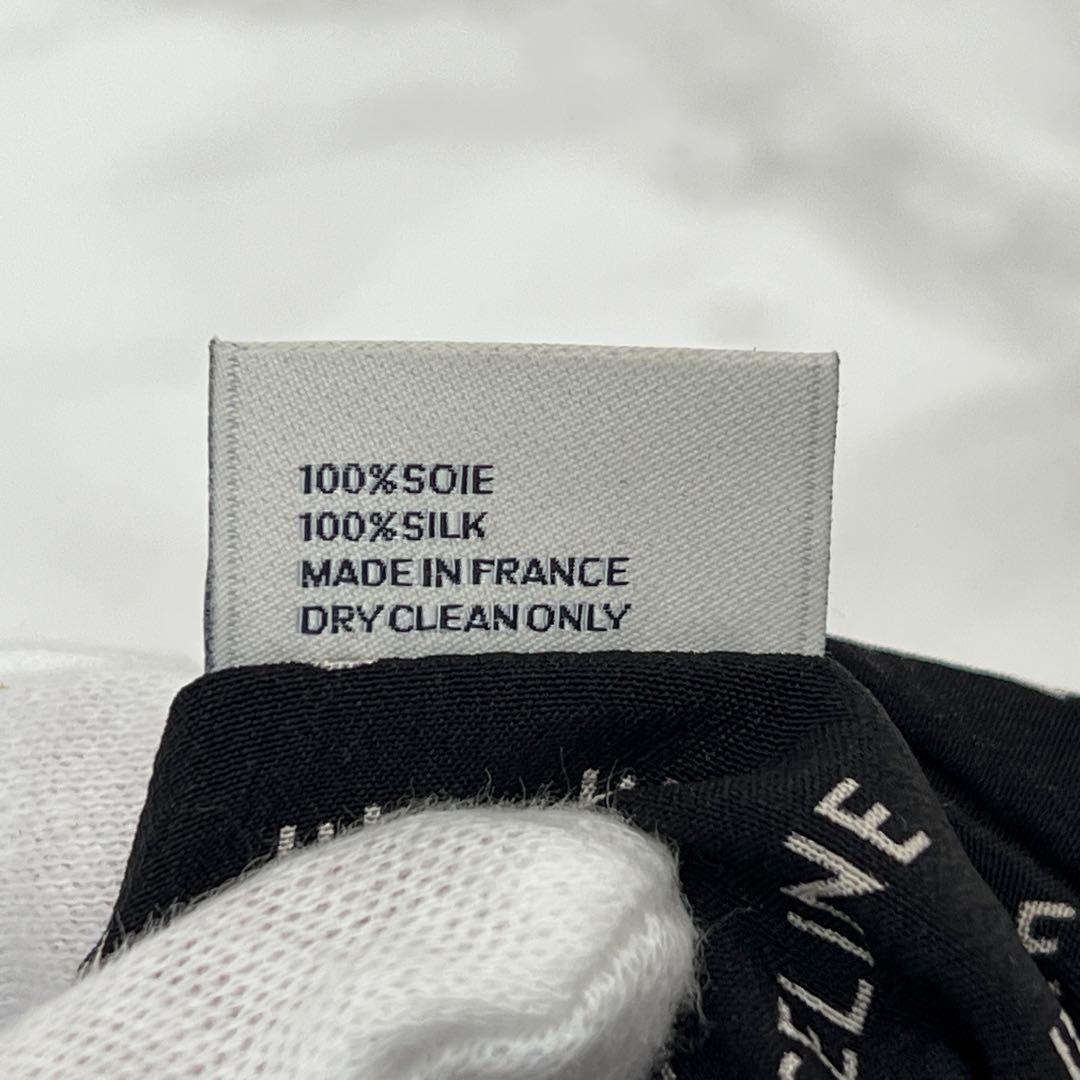 100%SOIE
100%SILK
MADE IN FRANCE
DRY CLEAN ONLY
CELINE